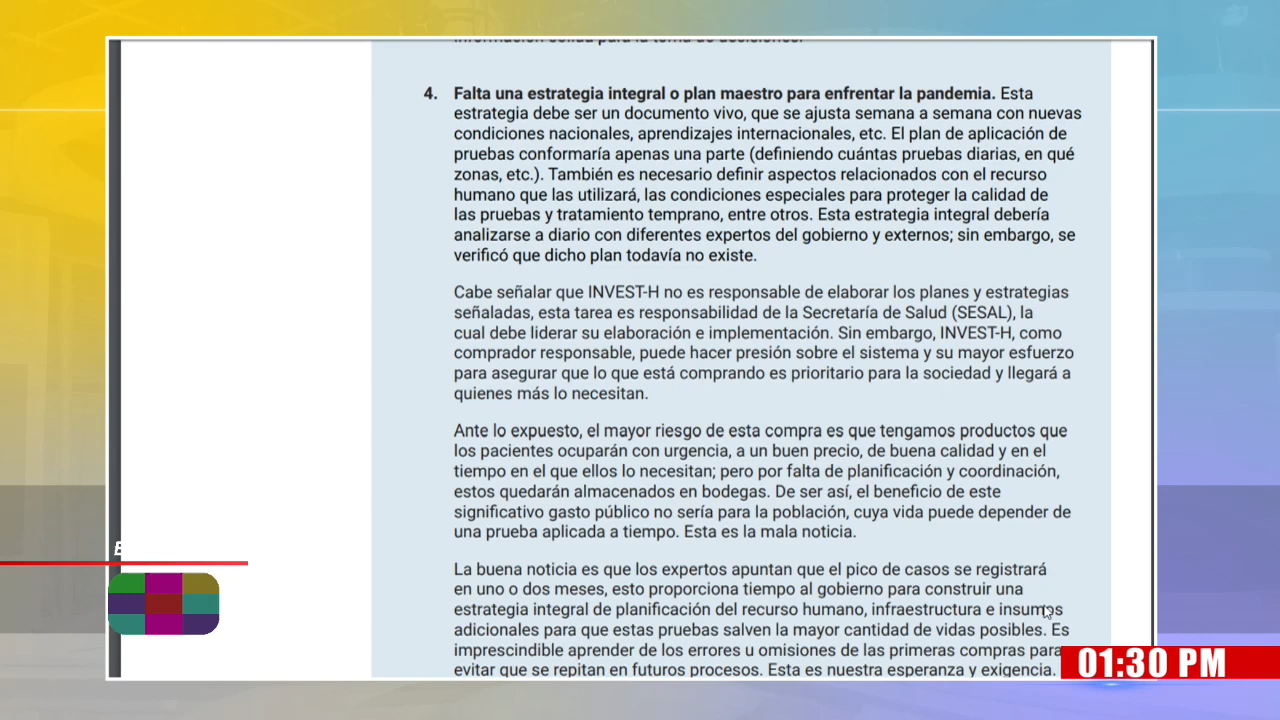 información sólida para la toma de decisiones.
4. Falta una estrategia integral o plan maestro para enfrentar la pandemia. Esta
estrategia debe ser un documento vivo, que se ajusta semana a semana con nuevas
condiciones nacionales, aprendizajes internacionales, etc. El plan de aplicación de
pruebas conformaría apenas una parte (definiendo cuántas pruebas diarias, en qué
zonas, etc.). También es necesario definir aspectos relacionados con el recurso
humano que las utilizará, las condiciones especiales para proteger la calidad de
las pruebas y tratamiento temprano, entre otros. Esta estrategia integral debería
analizarse a diario con diferentes expertos del gobierno y externos; sin embargo, se
verificó que dicho plan todavía no existe.
Cabe señalar que INVEST-H no es responsable de elaborar los planes y estrategias
señaladas, esta tarea es responsabilidad de la Secretaría de Salud (SESAL), la
cual debe liderar su elaboración e implementación. Sin embargo, INVEST-H, como
comprador responsable, puede hacer presión sobre el sistema y su mayor esfuerzo
para asegurar que lo que está comprando es prioritario para la sociedad y llegará a
quienes más lo necesitan.
Ante lo expuesto, el mayor riesgo de esta compra es que tengamos productos que
los pacientes ocuparán con urgencia, a un buen precio, de buena calidad y en el
tiempo en el que ellos lo necesitan; pero por falta de planificación y coordinación,
estos quedarán almacenados en bodegas. De ser así, el beneficio de este
significativo gasto público no sería para la población, cuya vida puede depender de
una prueba aplicada a tiempo. Esta es la mala noticia.
La buena noticia es que los expertos apuntan que el pico de casos se registrará
en uno o dos meses, esto proporciona tiempo al gobierno para construir una
estrategia integral de planificación del recurso humano, infraestructura e insumos
adicionales para que estas pruebas salven la mayor cantidad de vidas posibles. Es
imprescindible aprender de los errores u omisiones de las primeras compras para
evitar que se repitan en futuros procesos. Esta es nuestra esperanza y exigencia.
01:30 PM